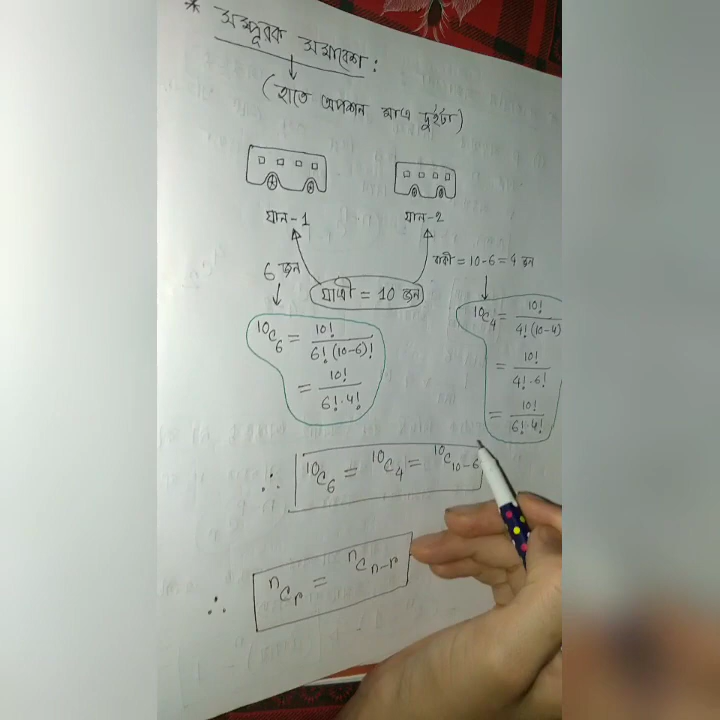 * সম্পূরক সমাবেশ :
(হাতে অপশন মাত্র দুইটা)
যান-1
যান-2
6 জন
যাত্রী = 10 জন
বাকী = 10-6 = 4 জন
¹⁰C₆ = 10! / 6! (10-6)!
= 10! / 6! · 4!
¹⁰C₄ = 10! / 4! (10-4)
= 10! / 4! · 6!
= 10! / 6! · 4!
∴ ¹⁰C₆ = ¹⁰C₄ = ¹⁰C₁₀₋₆
∴ ⁿCᵣ = ⁿCₙ₋ᵣ